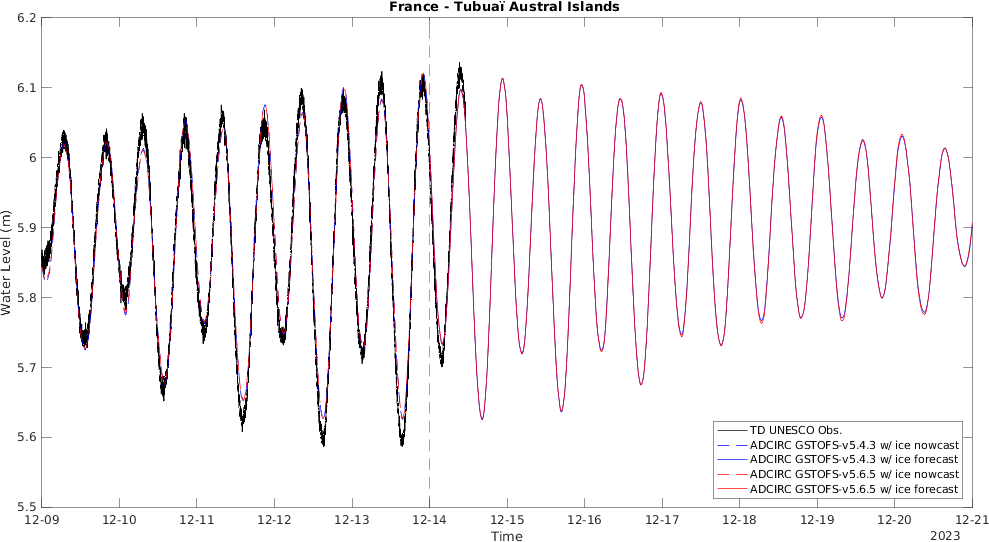 France - Tubuaï Austral Islands
6.2
6.1
6
5.9
5.8
5.7
5.6
5.5
Water Level (m)
TD UNESCO Obs.
ADCIRC GSTOFS-v5.4.3 w/ ice nowcast
ADCIRC GSTOFS-v5.4.3 w/ ice forecast
ADCIRC GSTOFS-v5.6.5 w/ ice nowcast
ADCIRC GSTOFS-v5.6.5 w/ ice forecast
12-09 12-10 12-11 12-12 12-13 12-14 12-15 12-16 12-17 12-18 12-19 12-20 12-21
Time
2023